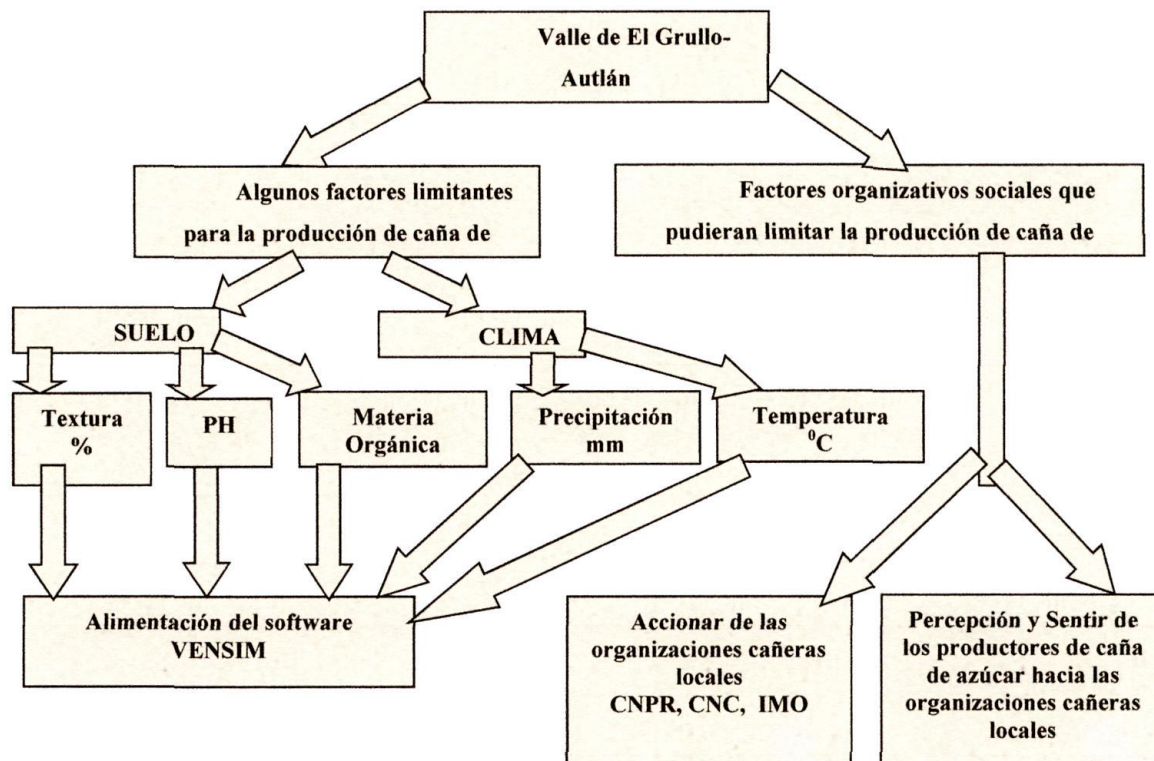 Valle de El Grullo-
Autlán
Algunos factores limitantes
para la producción de caña de
Factores organizativos sociales que
pudieran limitar la producción de caña de
SUELO
CLIMA
Textura
%
PH
Materia
Orgánica
Precipitación
mm
Temperatura
⁰C
Alimentación del software
VENSIM
Accionar de las
organizaciones cañeras
locales
CNPR, CNC, IMO
Percepción y Sentir de
los productores de caña
de azúcar hacia las
organizaciones cañeras
locales